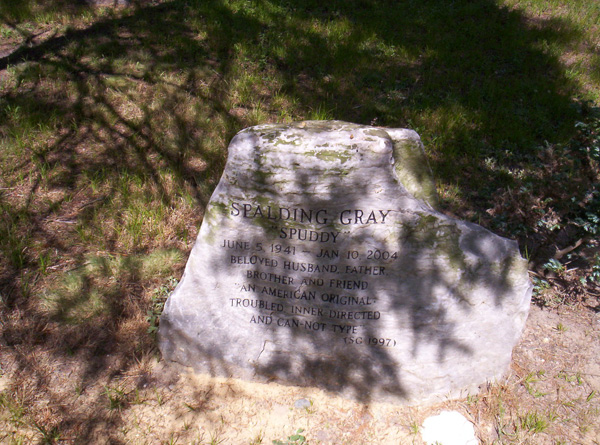 SPALDING GRAY
"SPUDDY"
JUNE 5, 1941 - JAN 10, 2004
BELOVED HUSBAND, FATHER,
BROTHER AND FRIEND
"AN AMERICAN ORIGINAL"
TROUBLED, INNER DIRECTED
AND CAN-NOT TYPE
(SG 1997)